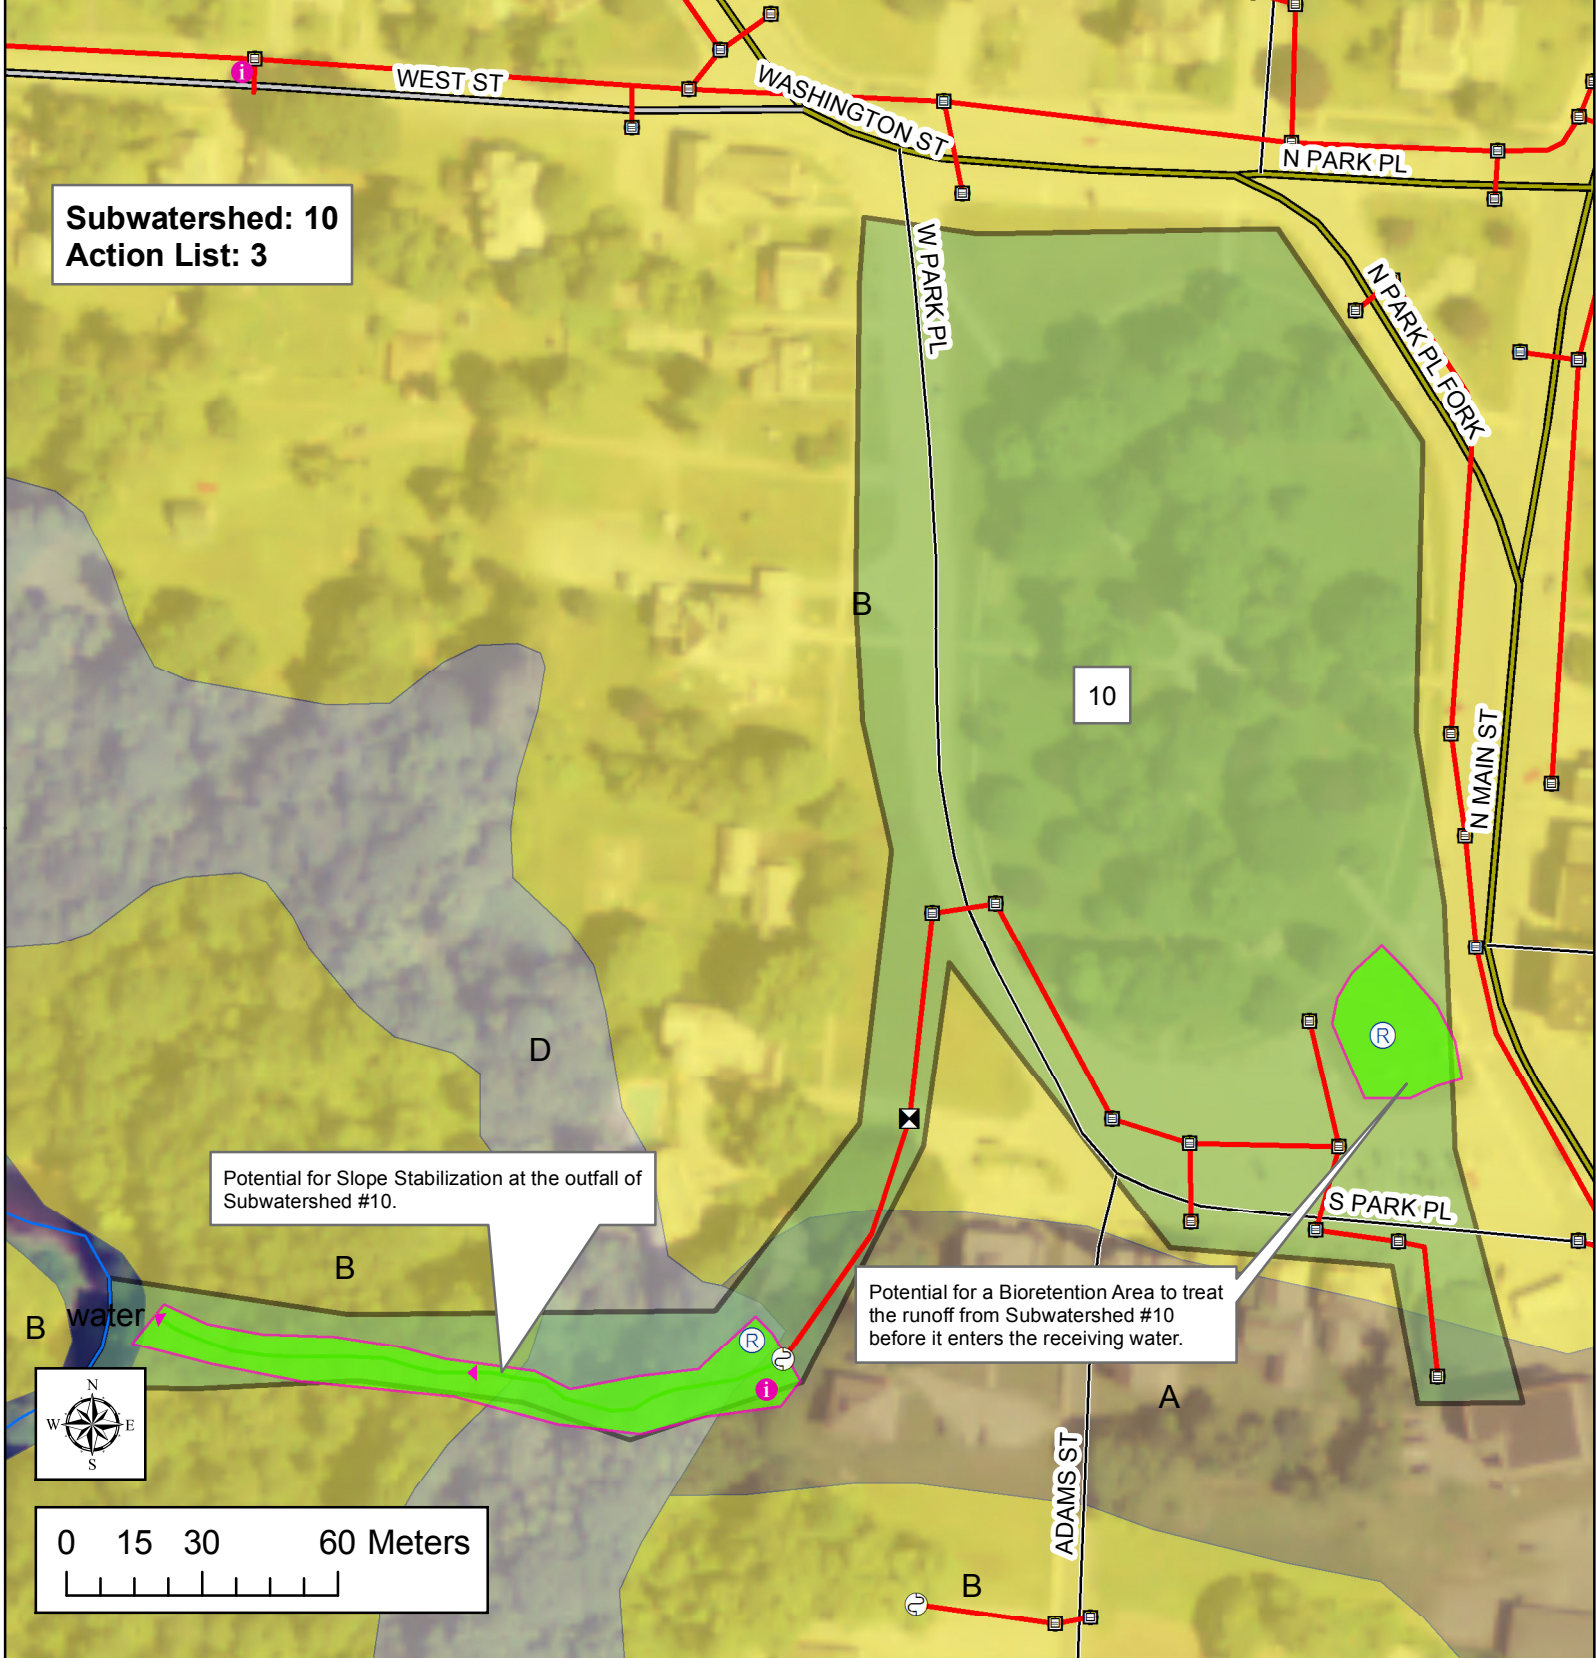 WEST ST
WASHINGTON ST
N PARK PL
Subwatershed: 10
Action List: 3
W PARK PL
N PARK PL FORK
B
10
N MAIN ST
R
D
Potential for Slope Stabilization at the outfall of
Subwatershed #10.
S PARK PL
B
Potential for a Bioretention Area to treat
the runoff from Subwatershed #10
before it enters the receiving water.
water
B
R
i
i
A
N
W E
S
ADAMS ST
0 15 30 60 Meters
B